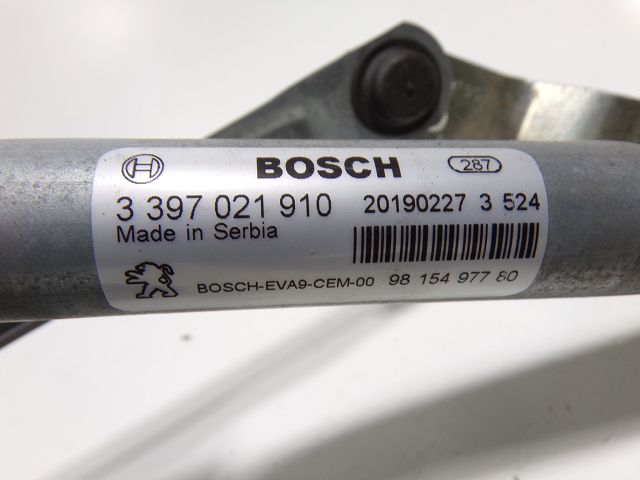 BOSCH 287
3 397 021 910 20190227 3 524
Made in Serbia
BOSCH-EVA9-CEM-00 98 154 977 80